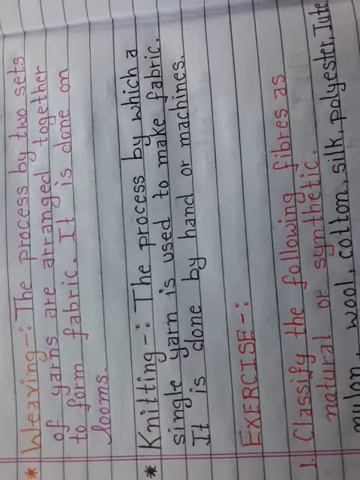 * Weaving-: The process by two sets
of yarns are arranged together
to form fabric. It is done on
looms.
* Knitting-: The process by which a
single yarn is used to make fabric.
It is done by hand or machines.
EXERCISE-:
1. Classify the following fibres as
natural or synthetic.
nylon, wool, cotton, silk, polyester, Jute